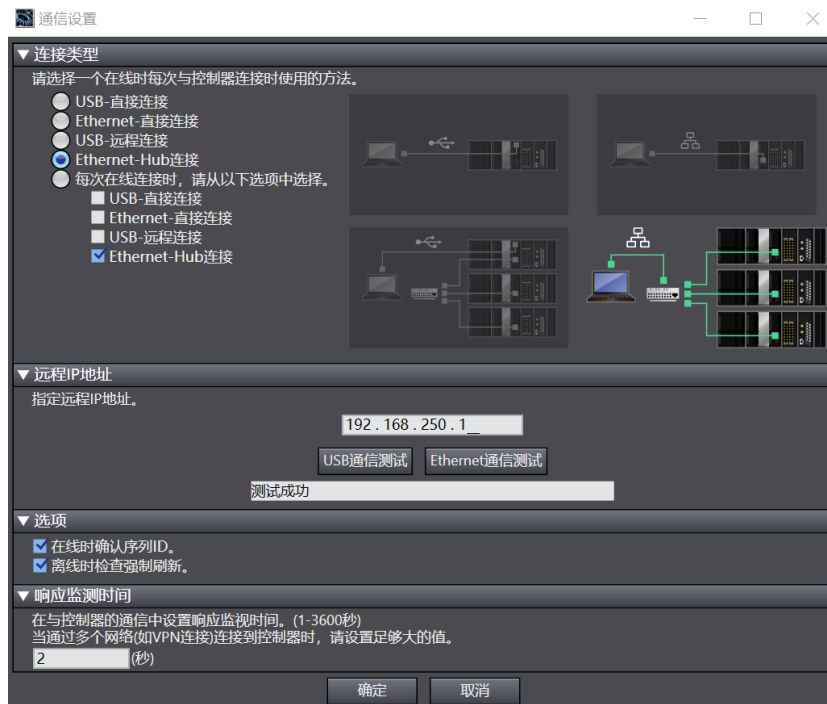 通信设置
▼连接类型
请选择一个在线时每次与控制器连接时使用的方法。
USB-直接连接
Ethernet-直接连接
USB-远程连接
Ethernet-Hub连接
每次在线连接时，请从以下选项中选择。
USB-直接连接
Ethernet-直接连接
USB-远程连接
Ethernet-Hub连接
▼远程IP地址
指定远程IP地址。
192 . 168 . 250 . 1__
USB通信测试 Ethernet通信测试
测试成功
▼选项
在线时确认序列ID。
离线时检查强制刷新。
▼响应监测时间
在与控制器的通信中设置响应监视时间。(1-3600秒)
当通过多个网络(如VPN连接)连接到控制器时，请设置足够大的值。
2 (秒)
确定 取消